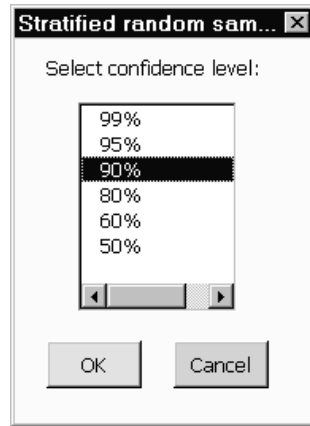 Stratified random sam...
Select confidence level:
99%
95%
90%
80%
60%
50%
OK
Cancel